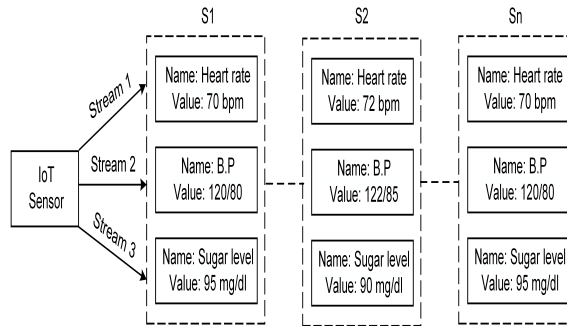 S1
S2
Sn
Stream 1
Stream 2
Stream 3
IoT
Sensor
Name: Heart rate
Value: 70 bpm
Name: B.P
Value: 120/80
Name: Sugar level
Value: 95 mg/dl
Name: Heart rate
Value: 72 bpm
Name: B.P
Value: 122/85
Name: Sugar level
Value: 90 mg/dl
Name: Heart rate
Value: 70 bpm
Name: B.P
Value: 120/80
Name: Sugar level
Value: 95 mg/dl